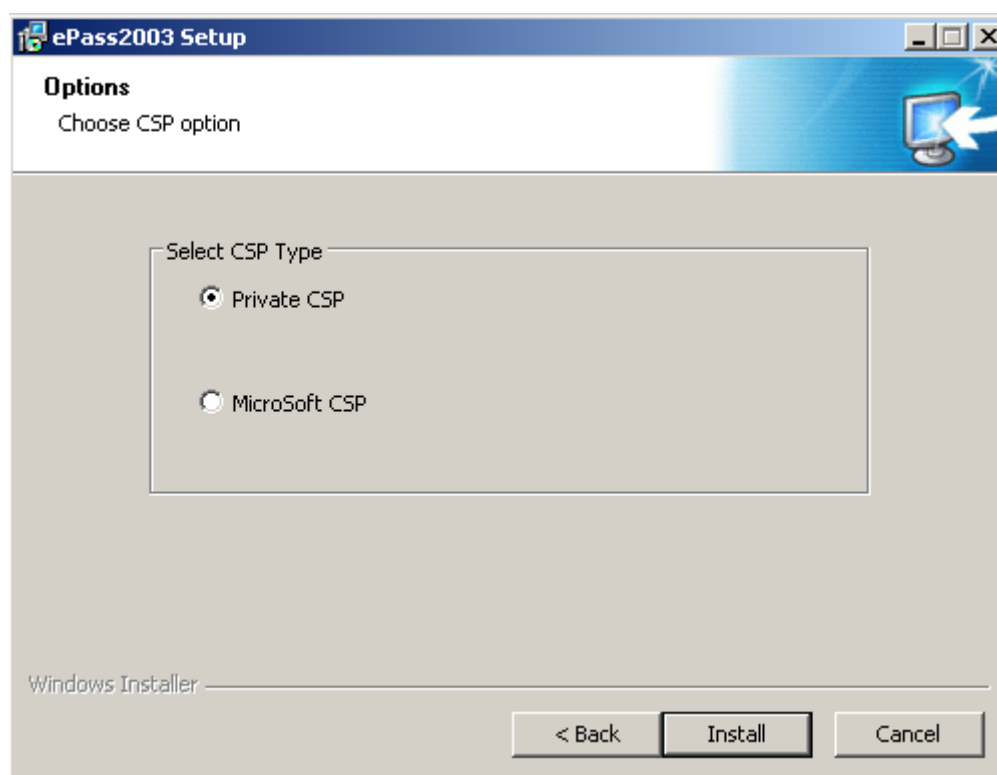 ePass2003 Setup
Options
Choose CSP option
Select CSP Type
Private CSP
MicroSoft CSP
Windows Installer
< Back Install Cancel